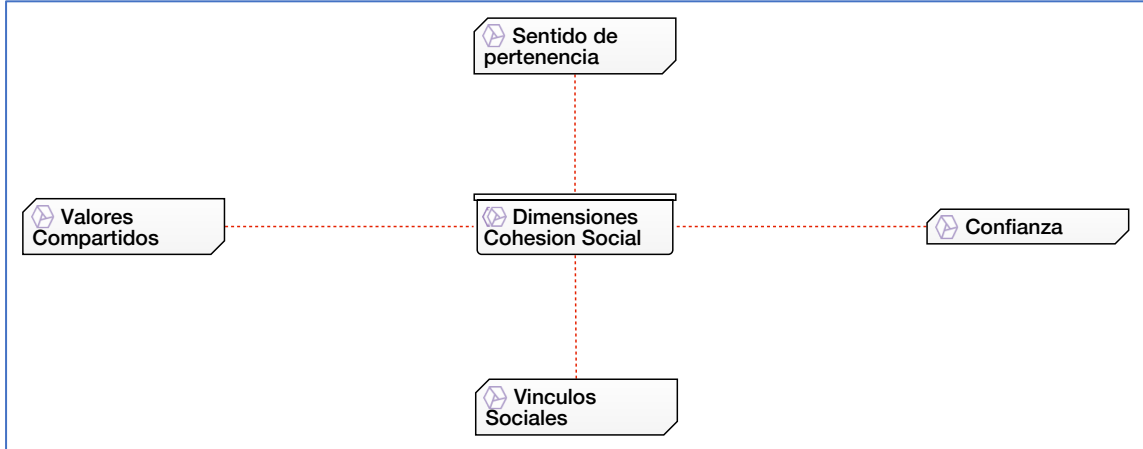 Sentido de
pertenencia
Valores
Compartidos
Dimensiones
Cohesion Social
Confianza
Vinculos
Sociales